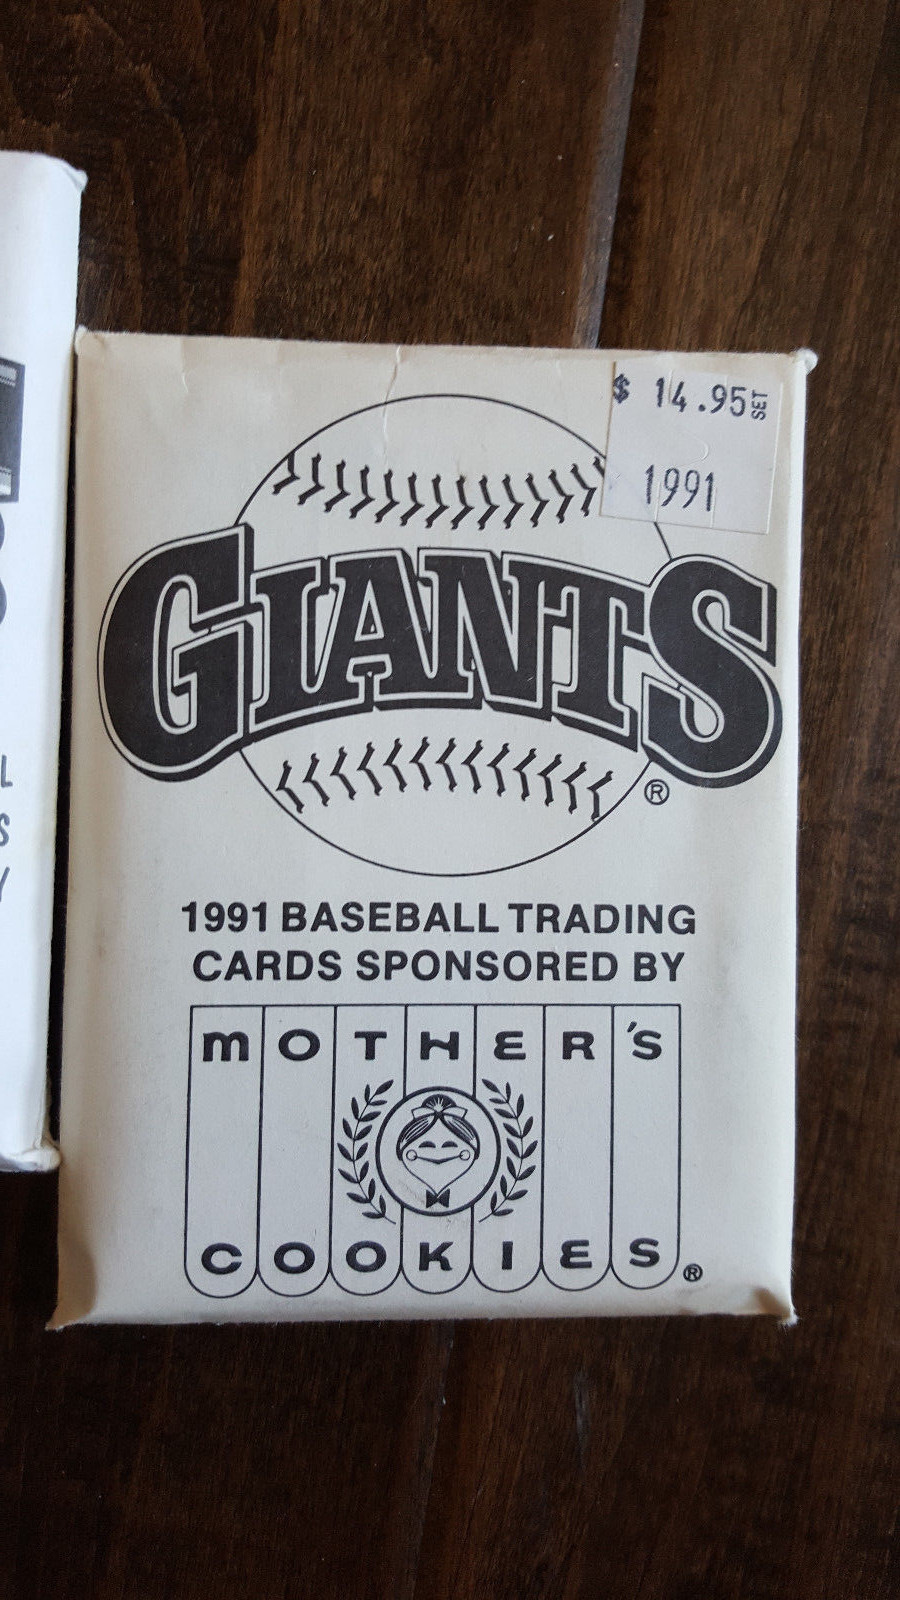 $ 14.95 SET
1991
GIANTS
®
1991 BASEBALL TRADING
CARDS SPONSORED BY
MOTHER'S
COOKIES ®
L
S
Y